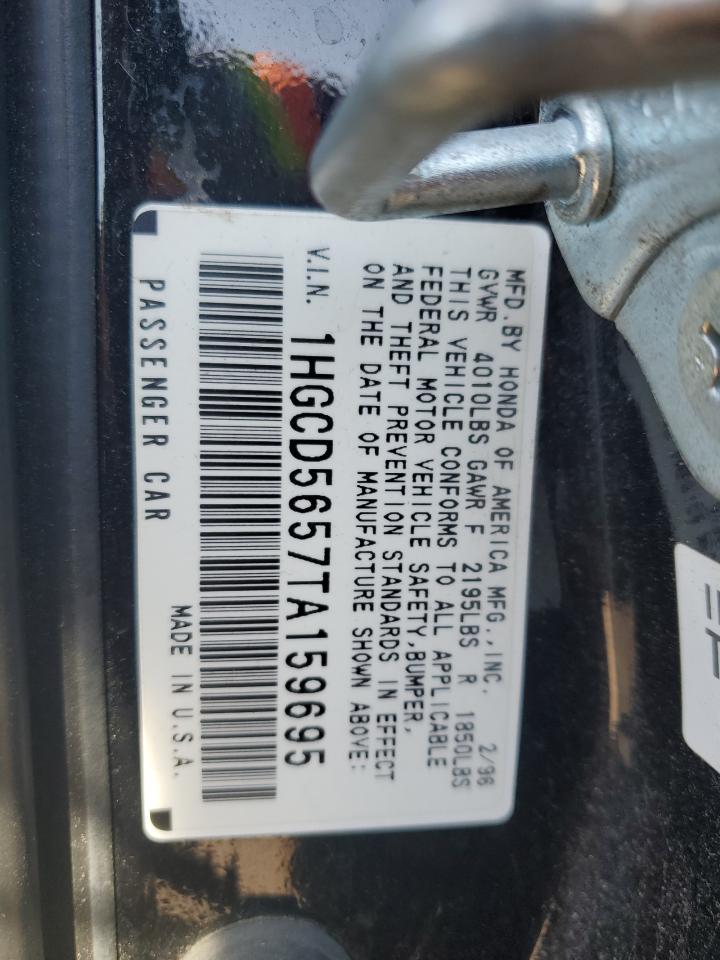 MFD.BY HONDA OF AMERICA MFG.,INC. 2/96
GVWR 4010LBS GAWR F 2195LBS R 1850LBS
THIS VEHICLE CONFORMS TO ALL APPLICABLE
FEDERAL MOTOR VEHICLE SAFETY,BUMPER,
AND THEFT PREVENTION STANDARDS IN EFFECT
ON THE DATE OF MANUFACTURE SHOWN ABOVE:
V.I.N. 1HGCD5657TA159695
PASSENGER CAR MADE IN U.S.A.